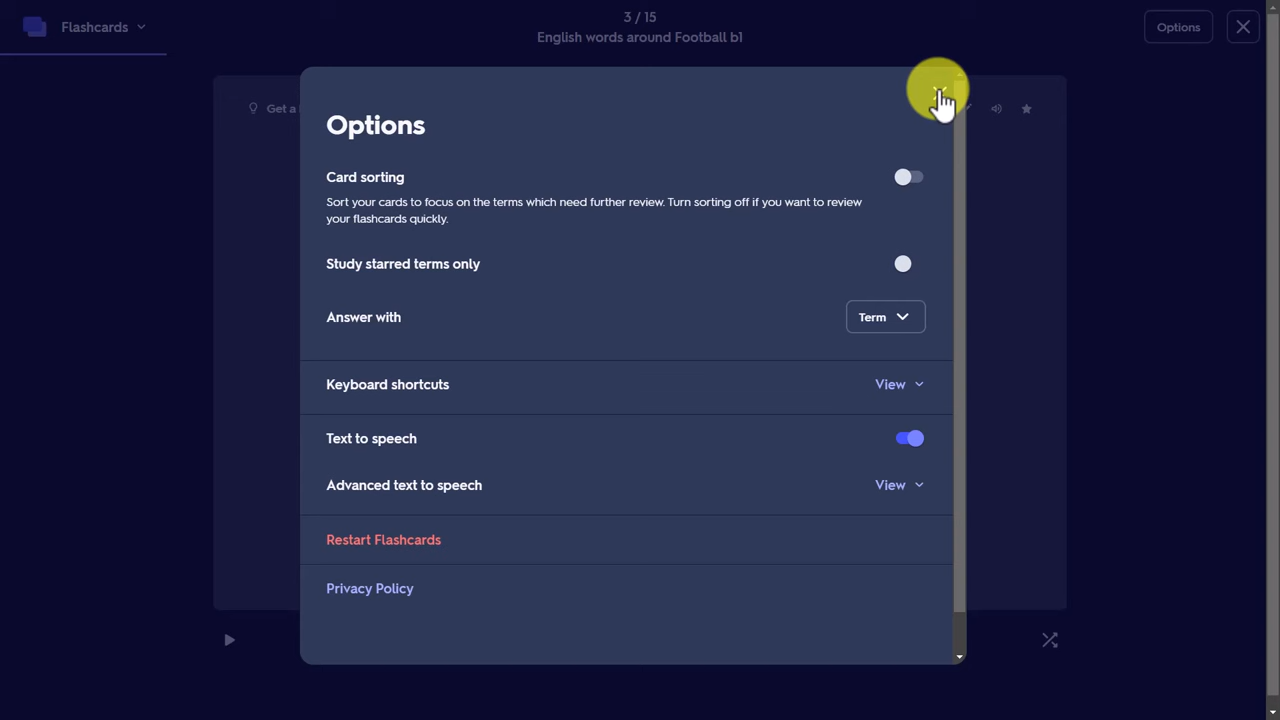 Flashcards
3 / 15
English words around Football b1
Options
Get a
Options
Card sorting
Sort your cards to focus on the terms which need further review. Turn sorting off if you want to review
your flashcards quickly.
Study starred terms only
Answer with
Term
Keyboard shortcuts
View
Text to speech
Advanced text to speech
View
Restart Flashcards
Privacy Policy